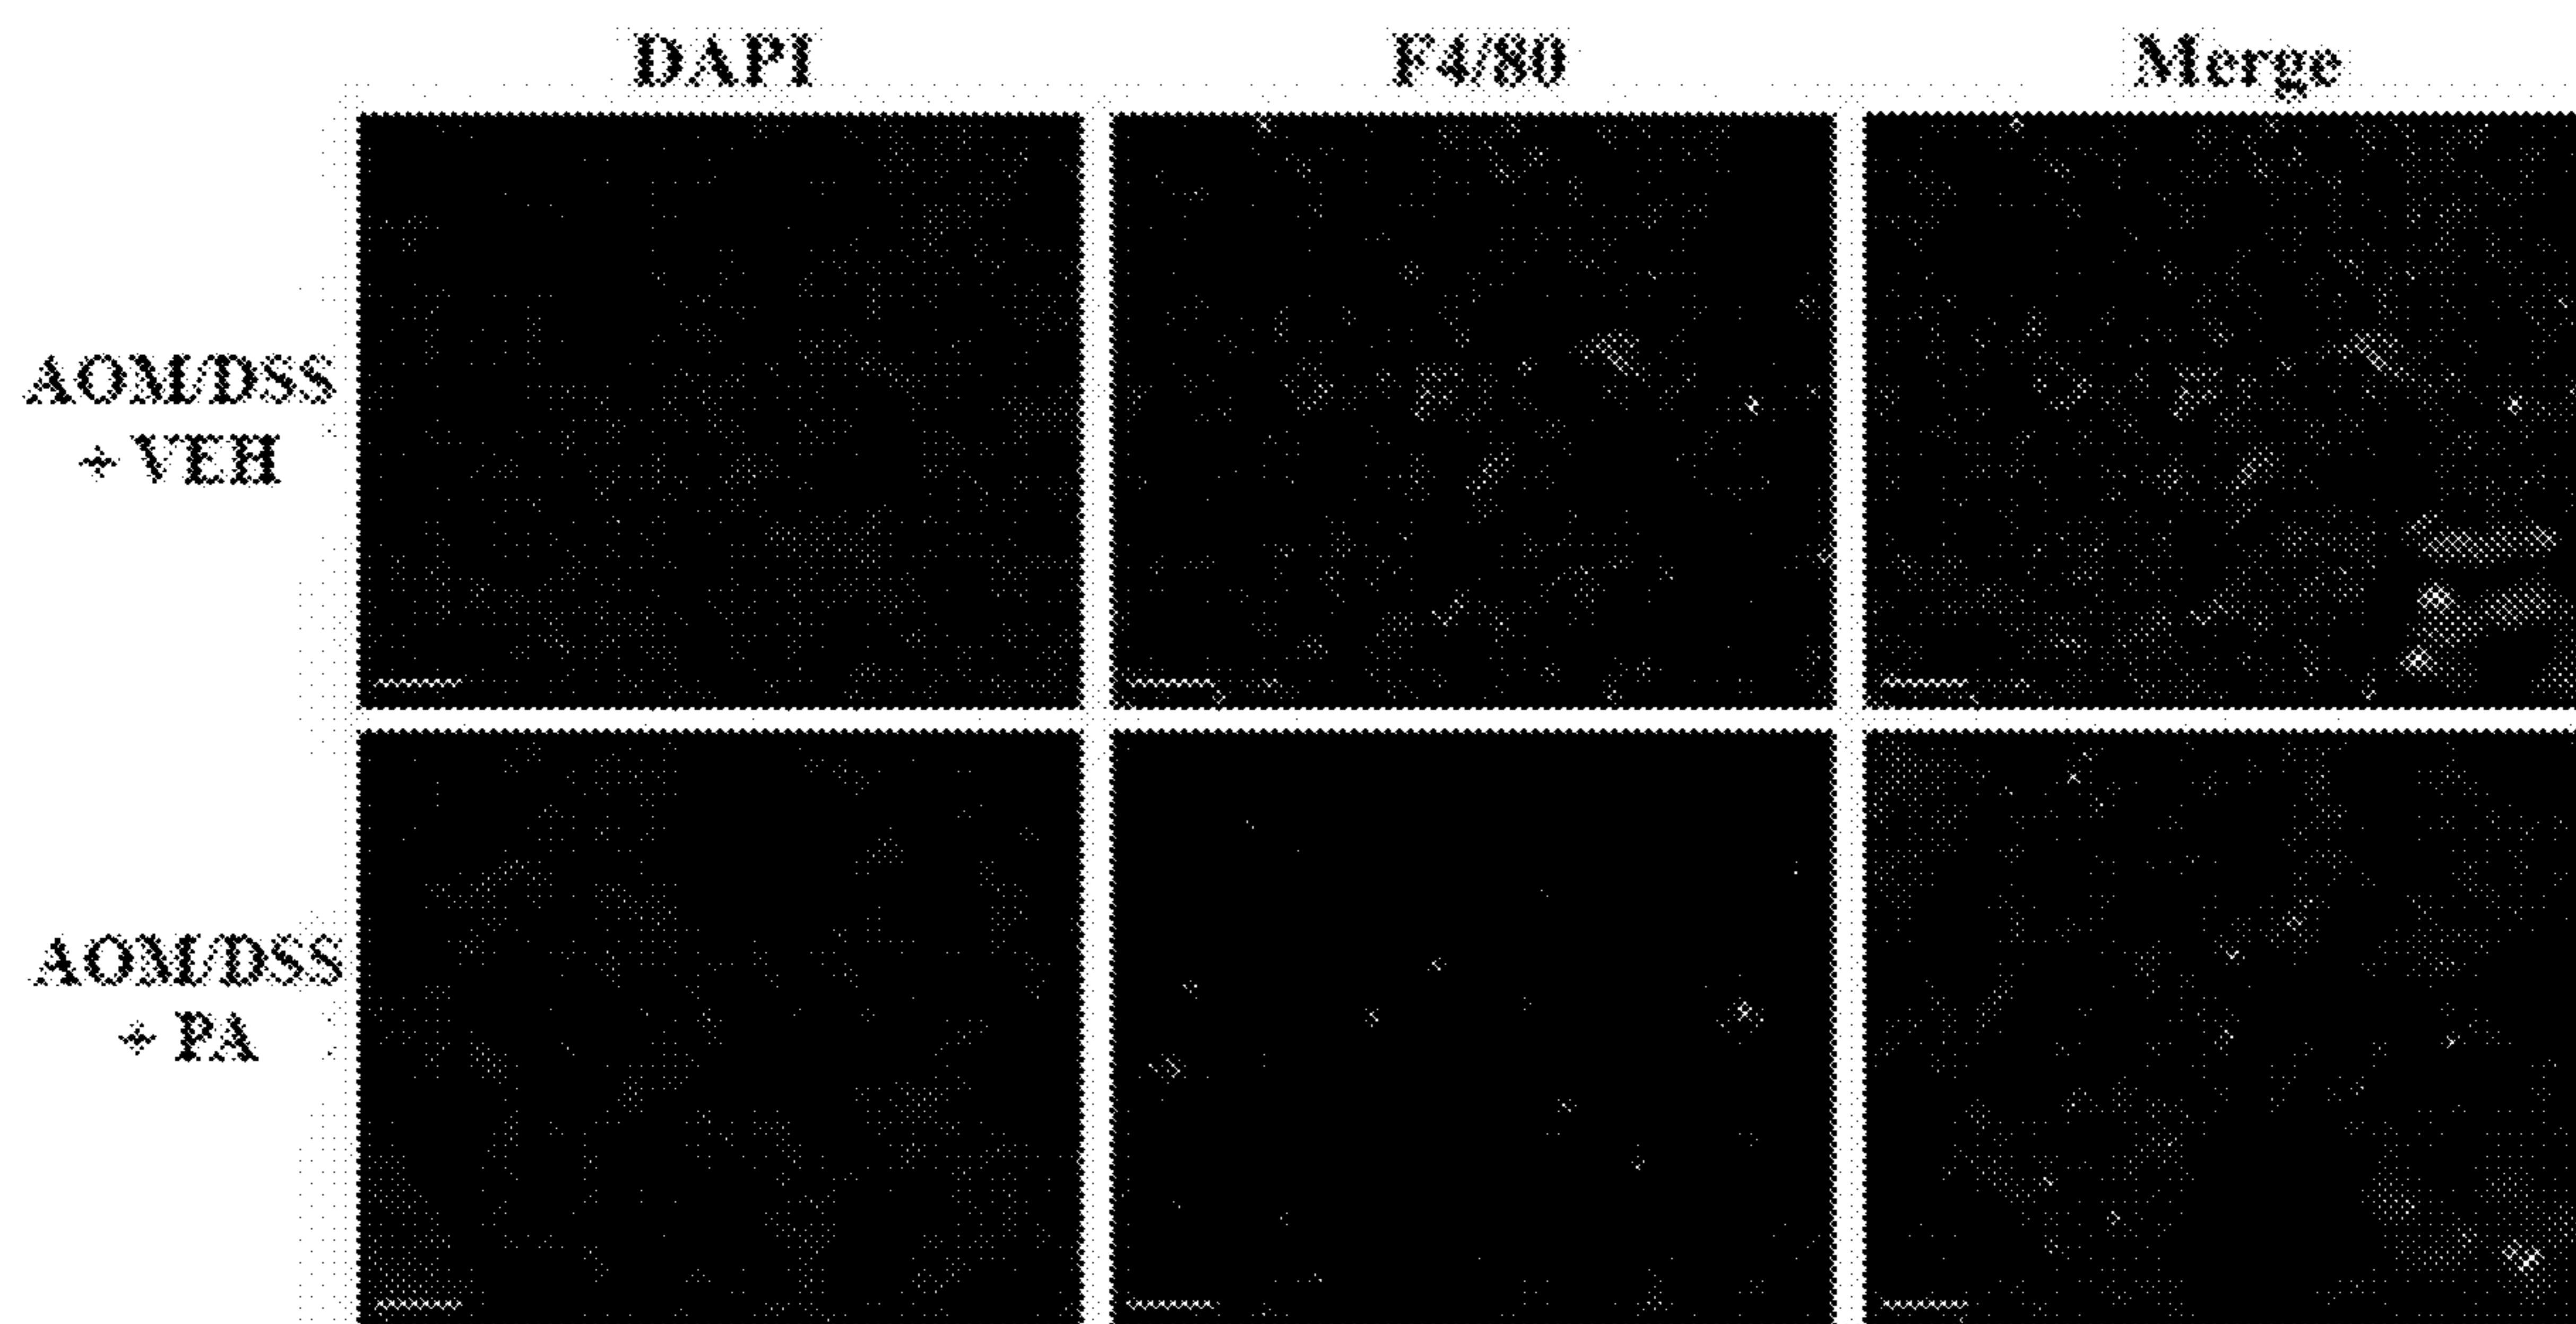 DAPI
F4/80
Merge
AOM/DSS
+ VEH
AOM/DSS
+ PA